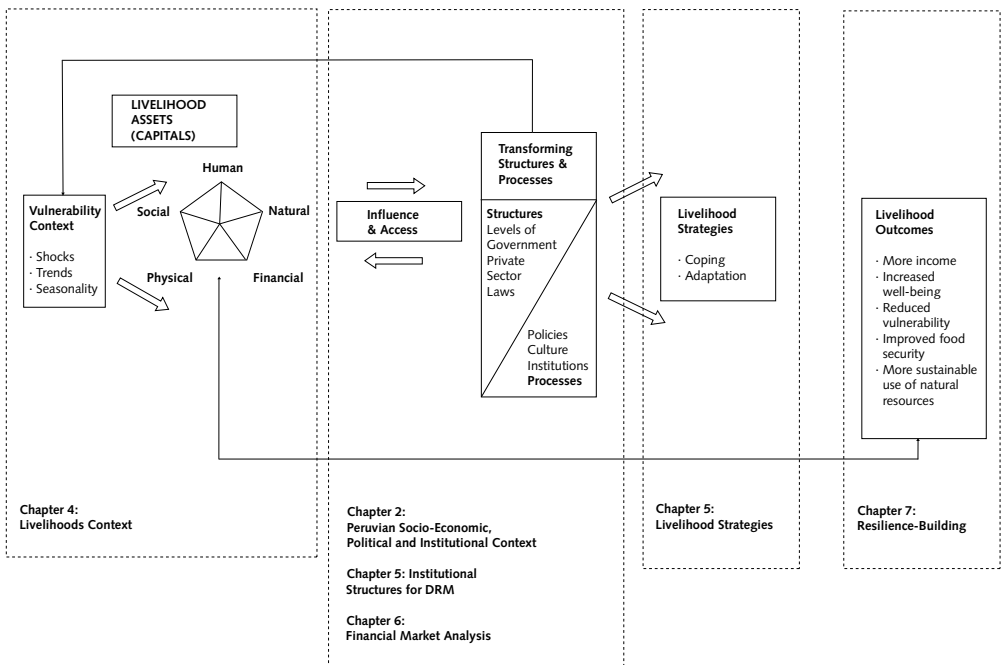 LIVELIHOOD
ASSETS
(CAPITALS)
Human
Social
Natural
Physical
Financial
Vulnerability
Context
· Shocks
· Trends
· Seasonality
Chapter 4:
Livelihoods Context
Influence
& Access
Transforming
Structures &
Processes
Structures
Levels of
Government
Private
Sector
Laws
Policies
Culture
Institutions
Processes
Chapter 2:
Peruvian Socio-Economic,
Political and Institutional Context
Chapter 5: Institutional
Structures for DRM
Chapter 6:
Financial Market Analysis
Livelihood
Strategies
· Coping
· Adaptation
Chapter 5:
Livelihood Strategies
Livelihood
Outcomes
· More income
· Increased
well-being
· Reduced
vulnerability
· Improved food
security
· More sustainable
use of natural
resources
Chapter 7:
Resilience-Building